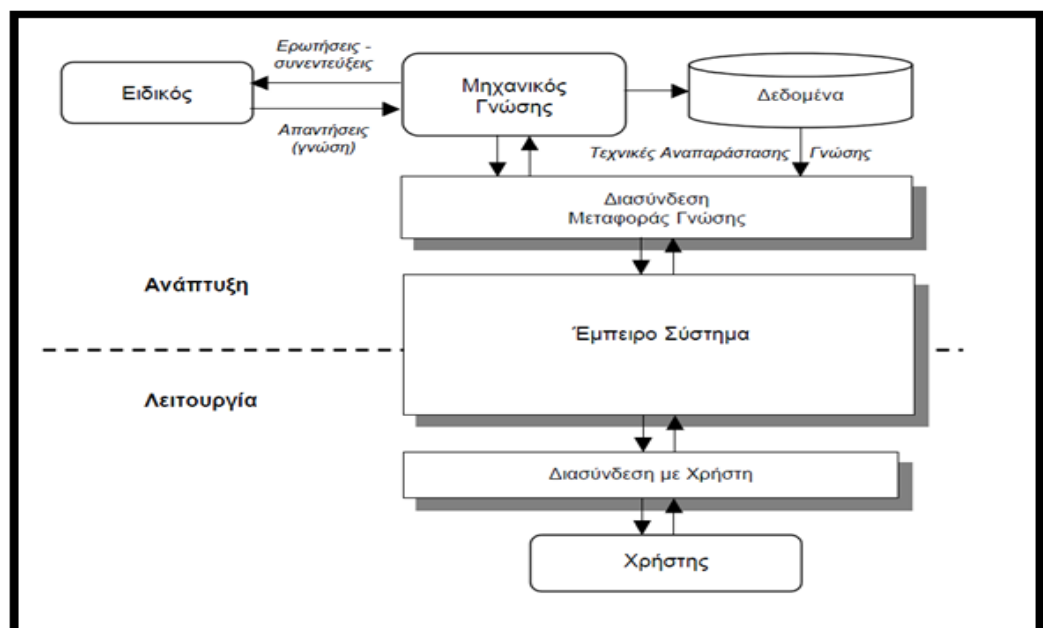 Ερωτήσεις -
συνεντεύξεις
Ειδικός
Μηχανικός
Γνώσης
Δεδομένα
Απαντήσεις
(γνώση)
Τεχνικές Αναπαράστασης Γνώσης
Διασύνδεση
Μεταφοράς Γνώσης
Ανάπτυξη
Έμπειρο Σύστημα
Λειτουργία
Διασύνδεση με Χρήστη
Χρήστης